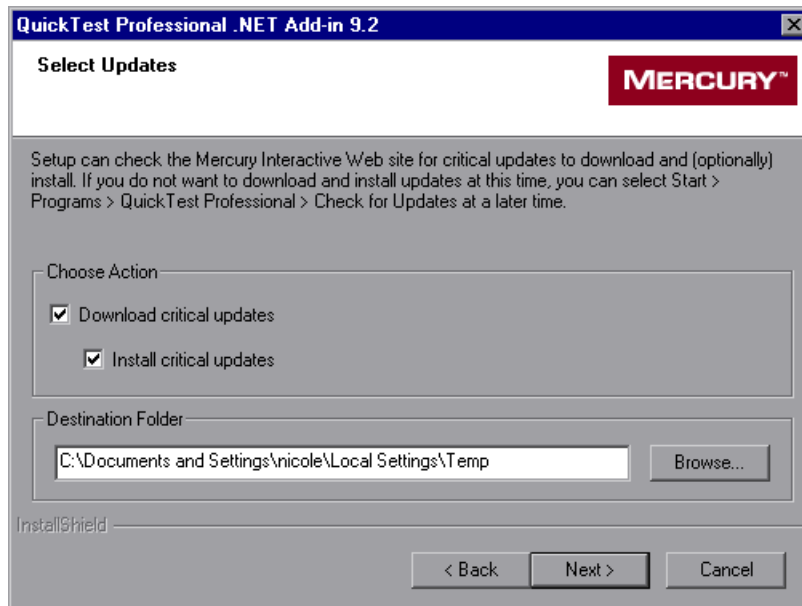 QuickTest Professional .NET Add-in 9.2
Select Updates
MERCURY™
Setup can check the Mercury Interactive Web site for critical updates to download and (optionally)
install. If you do not want to download and install updates at this time, you can select Start >
Programs > QuickTest Professional > Check for Updates at a later time.
Choose Action
Download critical updates
Install critical updates
Destination Folder
C:\Documents and Settings\nicole\Local Settings\Temp
Browse...
InstallShield
< Back
Next >
Cancel